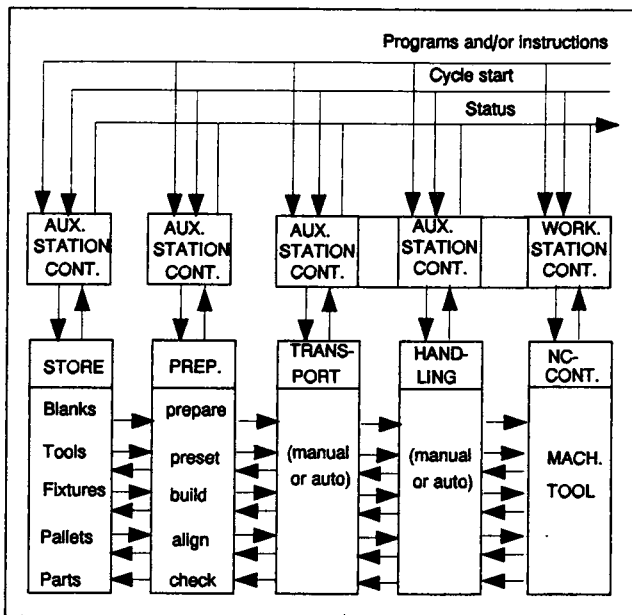 Programs and/or instructions
Cycle start
Status
AUX.
STATION
CONT.
AUX.
STATION
CONT.
AUX.
STATION
CONT.
AUX.
STATION
CONT.
WORK.
STATION
CONT.
STORE
PREP.
TRANS-
PORT
HAND-
LING
NC-
CONT.
Blanks
Tools
Fixtures
Pallets
Parts
prepare
preset
build
align
check
(manual
or auto)
(manual
or auto)
MACH.
TOOL